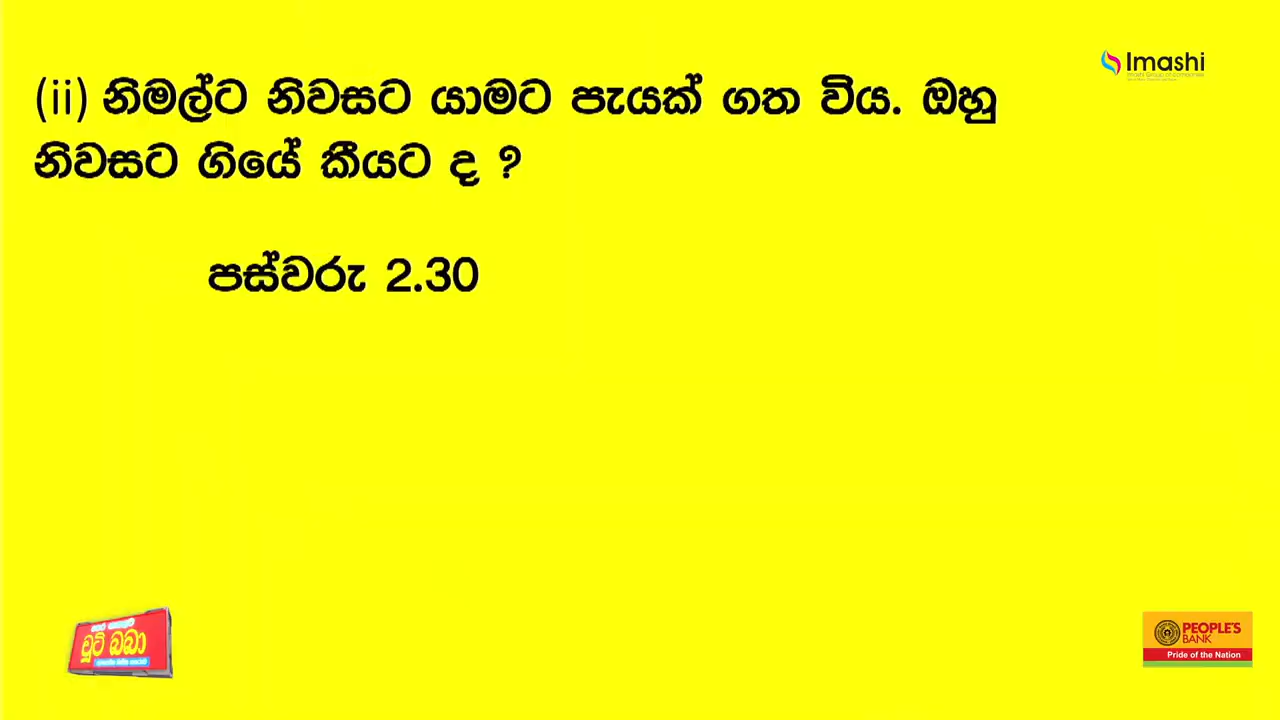 Imashi
(ii) නිමල්ට නිවසට යාමට පැයක් ගත විය. ඔහු
නිවසට ගියේ කීයට ද ?
පස්වරු 2.30
චූටි බබා
PEOPLE'S
BANK
Pride of the Nation